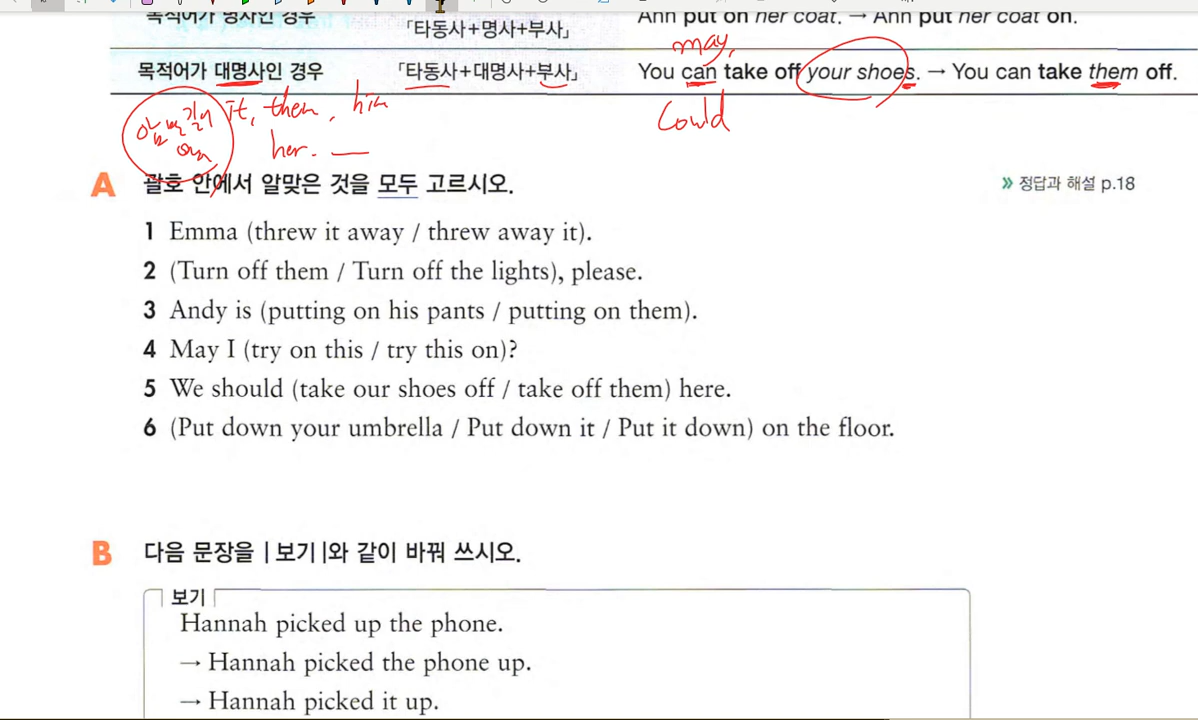 목적어가 명사인 경우 「타동사+명사+부사」 Ann put on her coat. → Ann put her coat on.
may,
목적어가 대명사인 경우 「타동사+대명사+부사」 You can take off your shoes. → You can take them off.
it, them, him
could
her.
A 괄호 안에서 알맞은 것을 모두 고르시오. » 정답과 해설 p.18
1 Emma (threw it away / threw away it).
2 (Turn off them / Turn off the lights), please.
3 Andy is (putting on his pants / putting on them).
4 May I (try on this / try this on)?
5 We should (take our shoes off / take off them) here.
6 (Put down your umbrella / Put down it / Put it down) on the floor.
B 다음 문장을 |보기|와 같이 바꿔 쓰시오.
보기
Hannah picked up the phone.
→ Hannah picked the phone up.
→ Hannah picked it up.